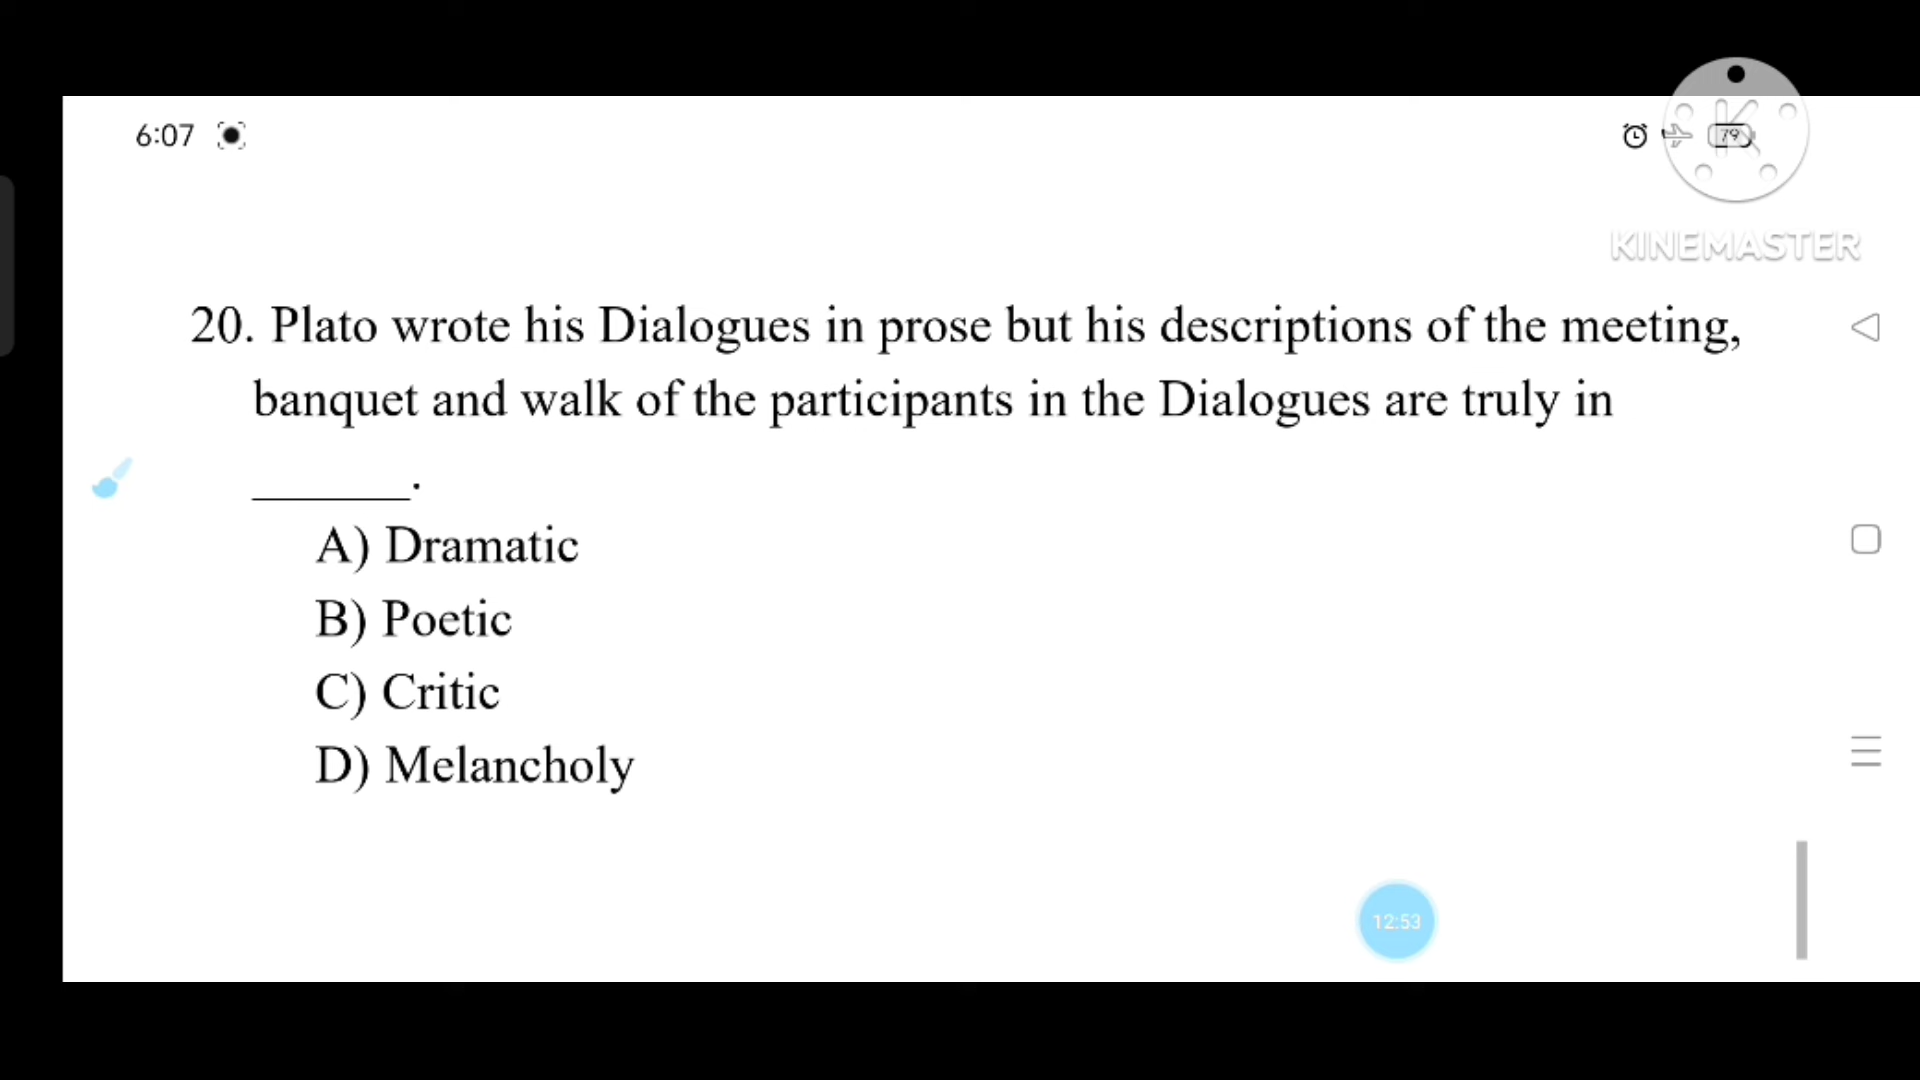 6:07
79
KINEMASTER
20. Plato wrote his Dialogues in prose but his descriptions of the meeting,
banquet and walk of the participants in the Dialogues are truly in
_______.
A) Dramatic
B) Poetic
C) Critic
D) Melancholy
12:53